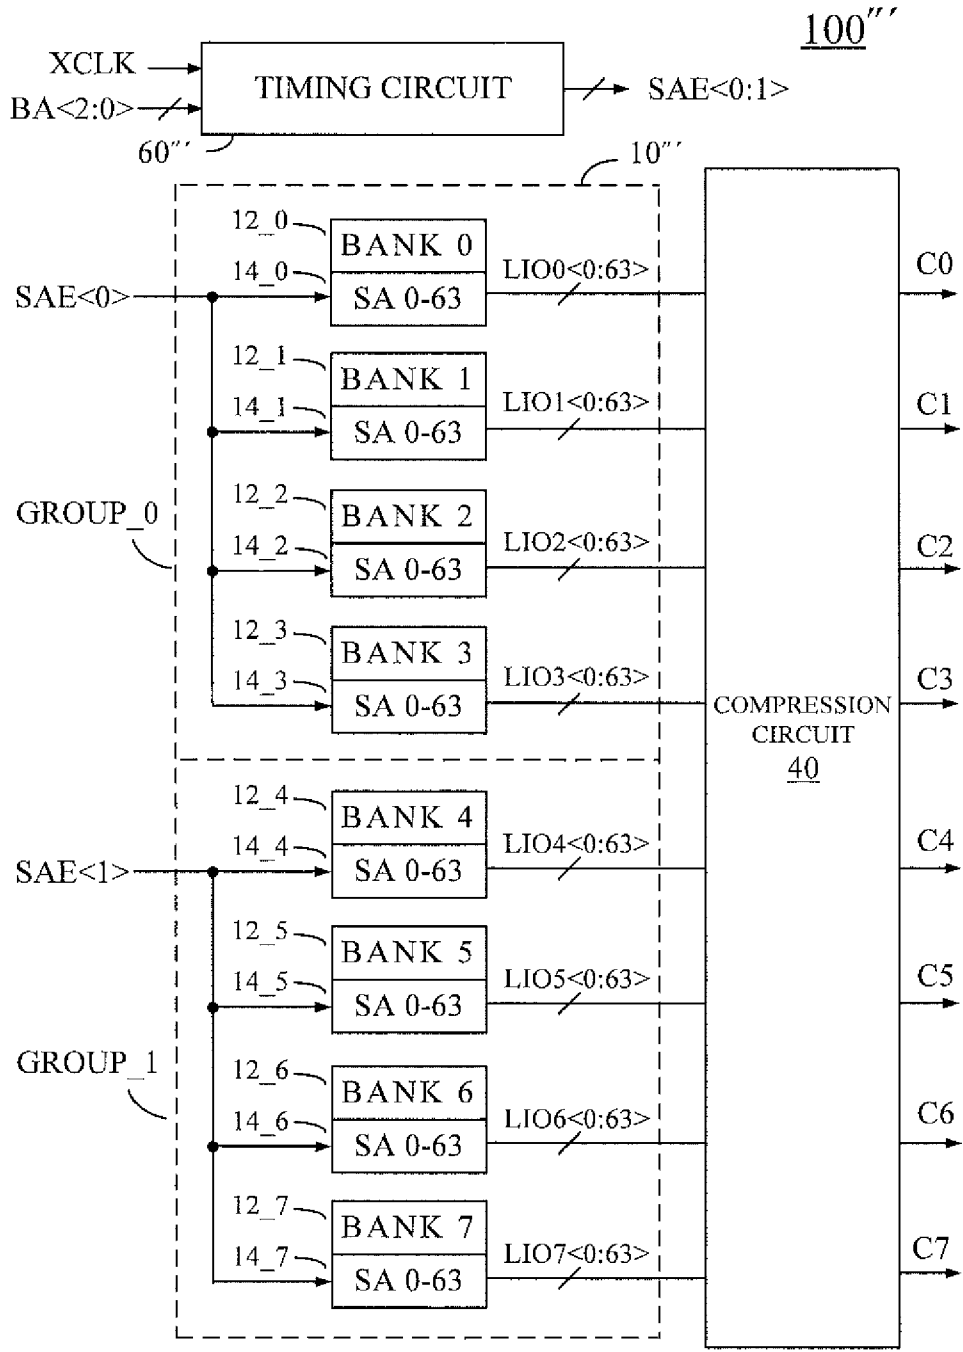 100‴
XCLK
BA<2:0>
TIMING CIRCUIT
SAE<0:1>
60‴
10‴
12_0
BANK 0
14_0
SA 0-63
LIO0<0:63>
C0
SAE<0>
12_1
BANK 1
14_1
SA 0-63
LIO1<0:63>
C1
GROUP_0
12_2
BANK 2
14_2
SA 0-63
LIO2<0:63>
C2
12_3
BANK 3
14_3
SA 0-63
LIO3<0:63>
C3
COMPRESSION
CIRCUIT
40
12_4
BANK 4
14_4
SA 0-63
LIO4<0:63>
C4
SAE<1>
12_5
BANK 5
14_5
SA 0-63
LIO5<0:63>
C5
GROUP_1
12_6
BANK 6
14_6
SA 0-63
LIO6<0:63>
C6
12_7
BANK 7
14_7
SA 0-63
LIO7<0:63>
C7